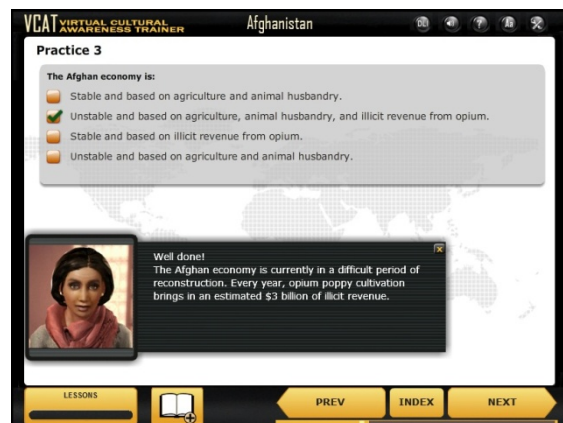 VCAT VIRTUAL CULTURAL AWARENESS TRAINER
Afghanistan
Practice 3
The Afghan economy is:
Stable and based on agriculture and animal husbandry.
Unstable and based on agriculture, animal husbandry, and illicit revenue from opium.
Stable and based on illicit revenue from opium.
Unstable and based on agriculture and animal husbandry.
Well done!
The Afghan economy is currently in a difficult period of
reconstruction. Every year, opium poppy cultivation
brings in an estimated $3 billion of illicit revenue.
LESSONS
PREV
INDEX
NEXT